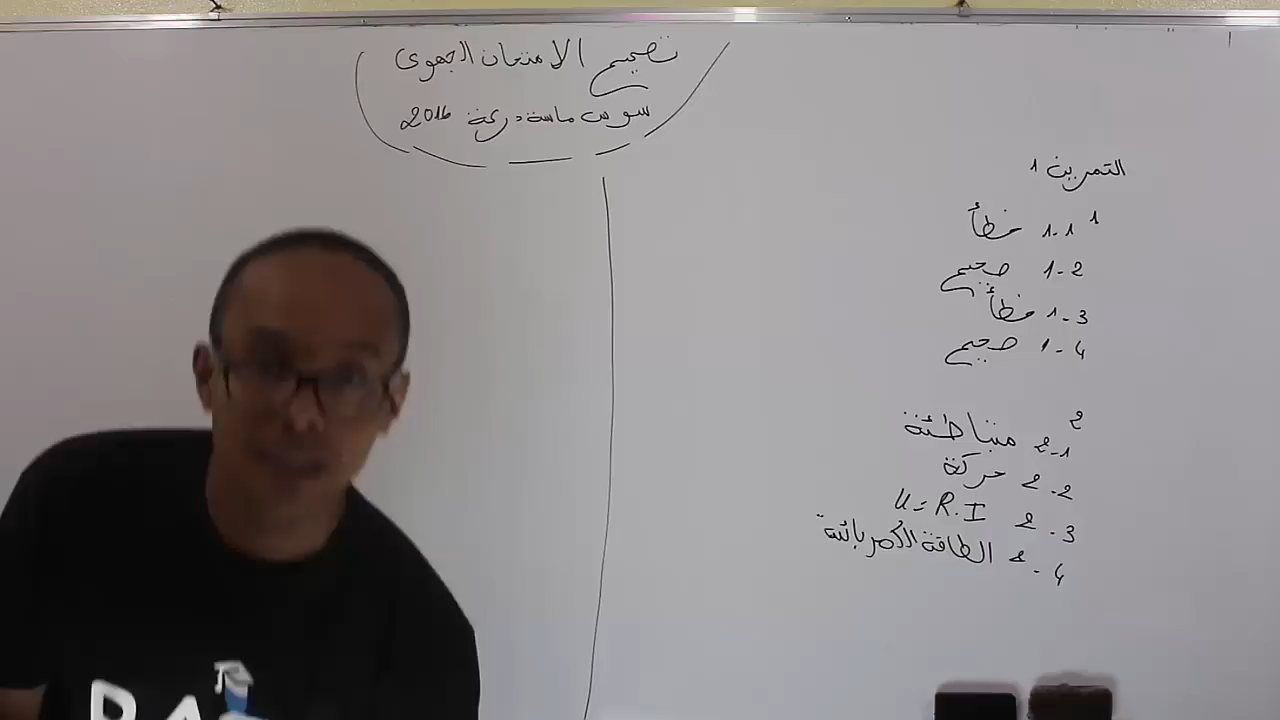 تصحيح الامتحان الجهوي
سوس ماسة درعة 2016
التمرين 1
1
1-1 خطأ
1-2 صحيح
1-3 خطأ
1-4 صحيح
2
2-1 متباطئة
2-2 حركة
2-3 U=R.I
2-4 الطاقة الكهربائية